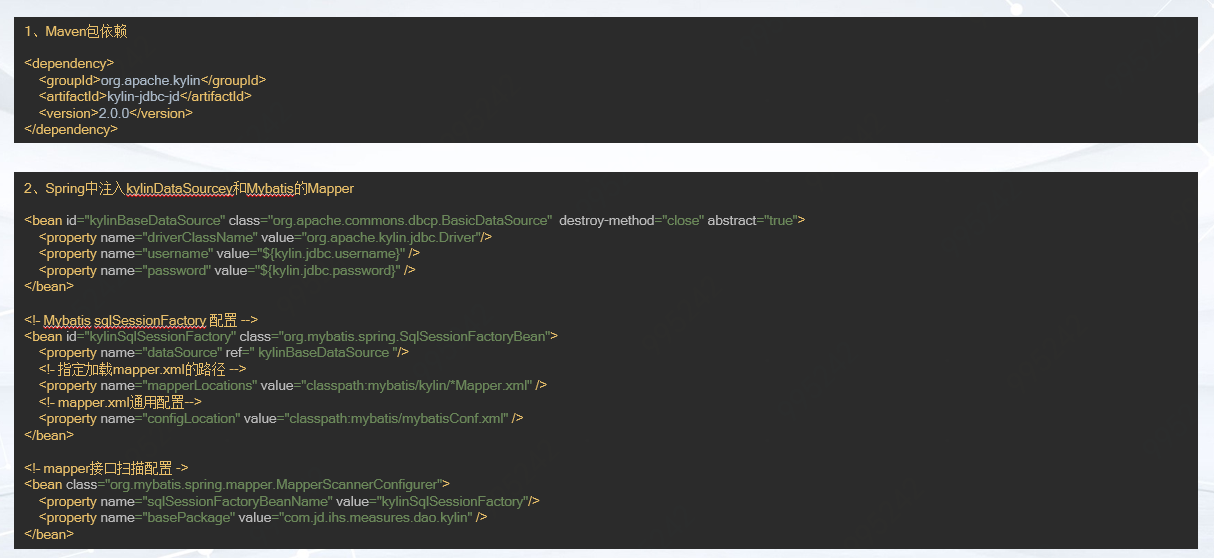 1、Maven包依赖
<dependency>
<groupId>org.apache.kylin</groupId>
<artifactId>kylin-jdbc-jd</artifactId>
<version>2.0.0</version>
</dependency>
2、Spring中注入kylinDataSourcey和Mybatis的Mapper
<bean id="kylinBaseDataSource" class="org.apache.commons.dbcp.BasicDataSource"  destroy-method="close" abstract="true">
<property name="driverClassName" value="org.apache.kylin.jdbc.Driver"/>
<property name="username" value="${kylin.jdbc.username}" />
<property name="password" value="${kylin.jdbc.password}" />
</bean>
<!- Mybatis sqlSessionFactory 配置 -->
<bean id="kylinSqlSessionFactory" class="org.mybatis.spring.SqlSessionFactoryBean">
<property name="dataSource" ref=" kylinBaseDataSource "/>
<!- 指定加载mapper.xml的路径 -->
<property name="mapperLocations" value="classpath:mybatis/kylin/*Mapper.xml" />
<!- mapper.xml通用配置-->
<property name="configLocation" value="classpath:mybatis/mybatisConf.xml" />
</bean>
<!- mapper接口扫描配置 ->
<bean class="org.mybatis.spring.mapper.MapperScannerConfigurer">
<property name="sqlSessionFactoryBeanName" value="kylinSqlSessionFactory"/>
<property name="basePackage" value="com.jd.ihs.measures.dao.kylin" />
</bean>